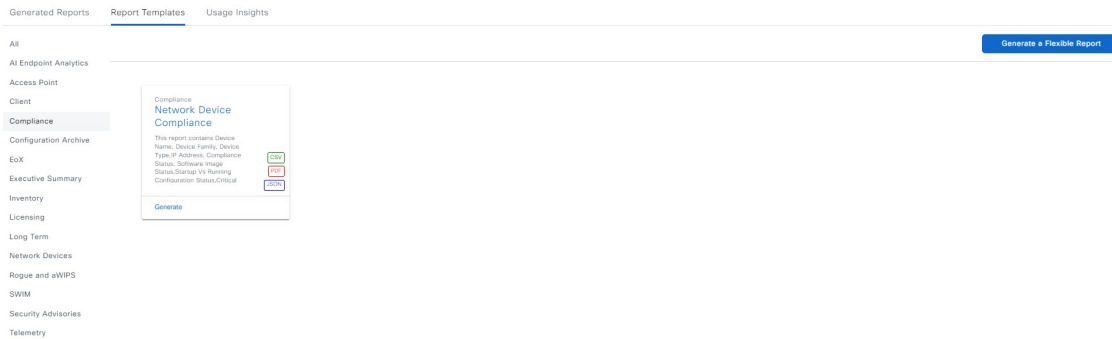 Generated Reports
Report Templates
Usage Insights
All
AI Endpoint Analytics
Access Point
Client
Compliance
Configuration Archive
EoX
Executive Summary
Inventory
Licensing
Long Term
Network Devices
Rogue and aWIPS
SWIM
Security Advisories
Telemetry
Generate a Flexible Report
Compliance
Network Device
Compliance
This report contains Device
Name, Device Family, Device
Type,IP Address, Compliance
Status, Software Image
Status,Startup Vs Running
Configuration Status,Critical
CSV
PDF
JSON
Generate